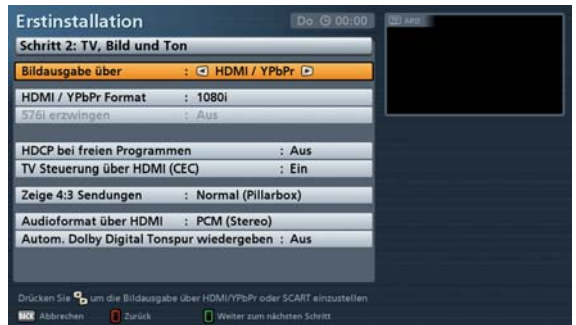 Erstinstallation
Do 00:00
ARD
Schritt 2: TV, Bild und Ton
Bildausgabe über : HDMI / YPbPr
HDMI / YPbPr Format : 1080i
576i erzwingen : Aus
HDCP bei freien Programmen : Aus
TV Steuerung über HDMI (CEC) : Ein
Zeige 4:3 Sendungen : Normal (Pillarbox)
Audioformat über HDMI : PCM (Stereo)
Autom. Dolby Digital Tonspur wiedergeben : Aus
Drücken Sie um die Bildausgabe über HDMI/YPbPr oder SCART einzustellen
BACK Abbrechen Zurück Weiter zum nächsten Schritt